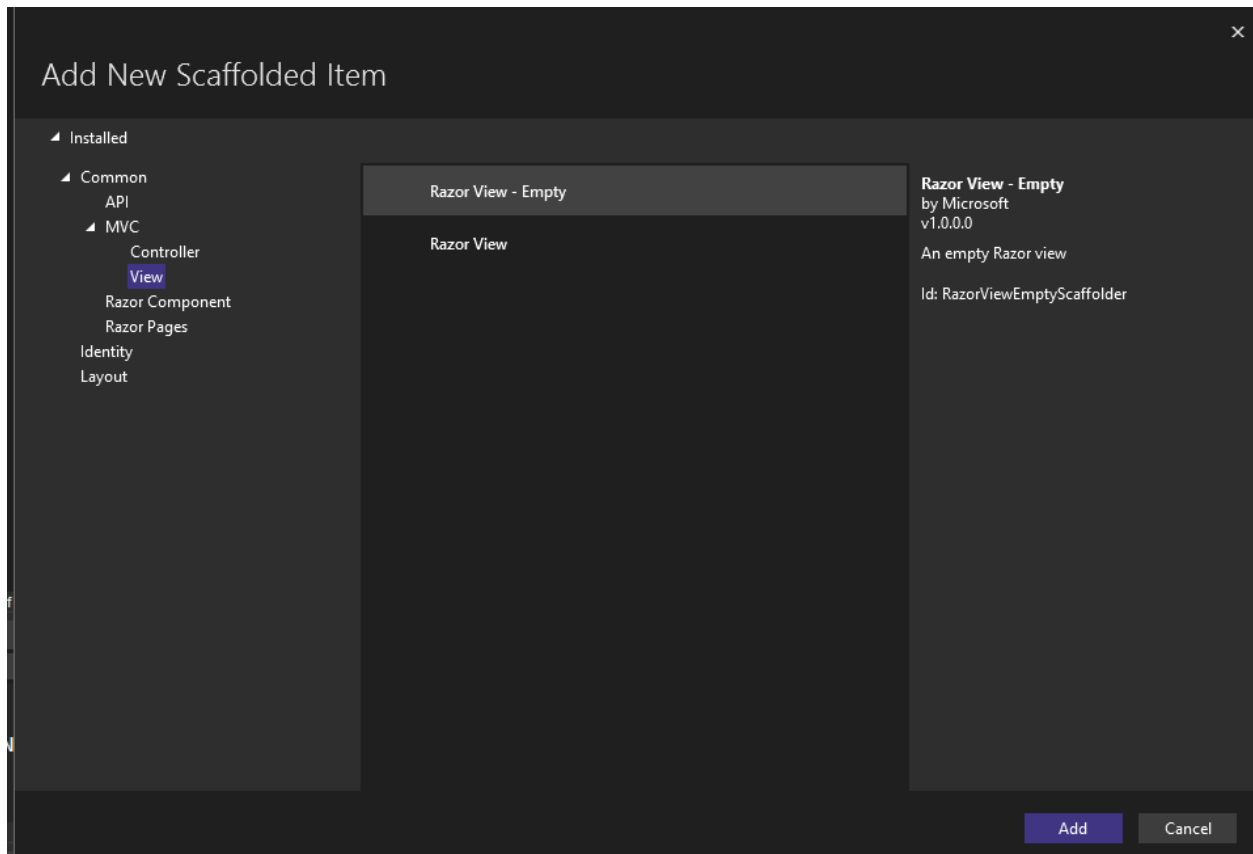 Add New Scaffolded Item
Installed
Common
API
MVC
Controller
View
Razor Component
Razor Pages
Identity
Layout
Razor View - Empty
Razor View
Razor View - Empty
by Microsoft
v1.0.0.0
An empty Razor view
Id: RazorViewEmptyScaffolder
Add
Cancel